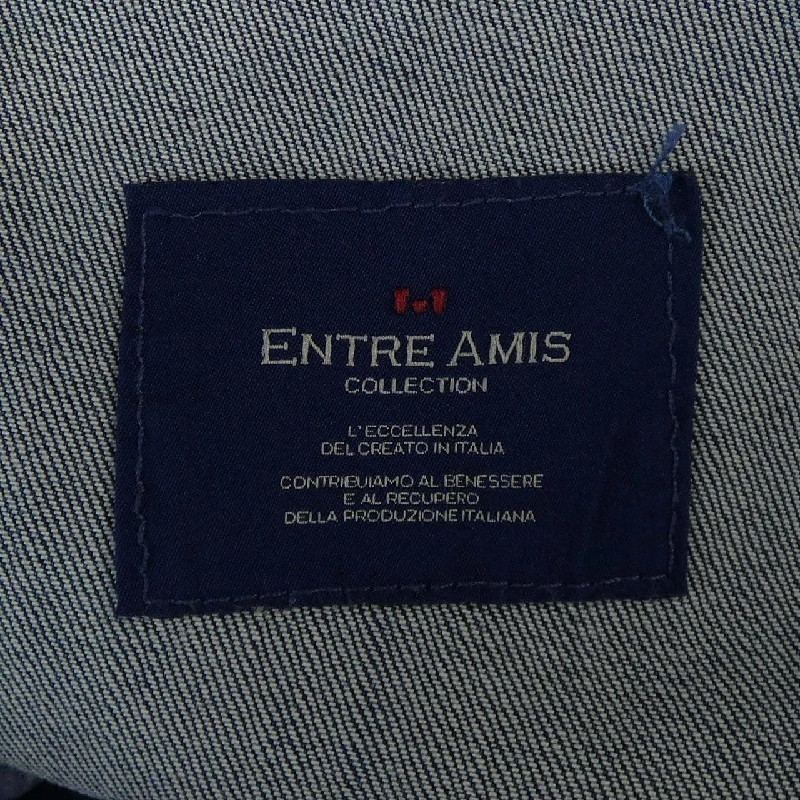 ENTRE AMIS
COLLECTION
L'ECCELLENZA
DEL CREATO IN ITALIA
CONTRIBUIAMO AL BENESSERE
E AL RECUPERO
DELLA PRODUZIONE ITALIANA